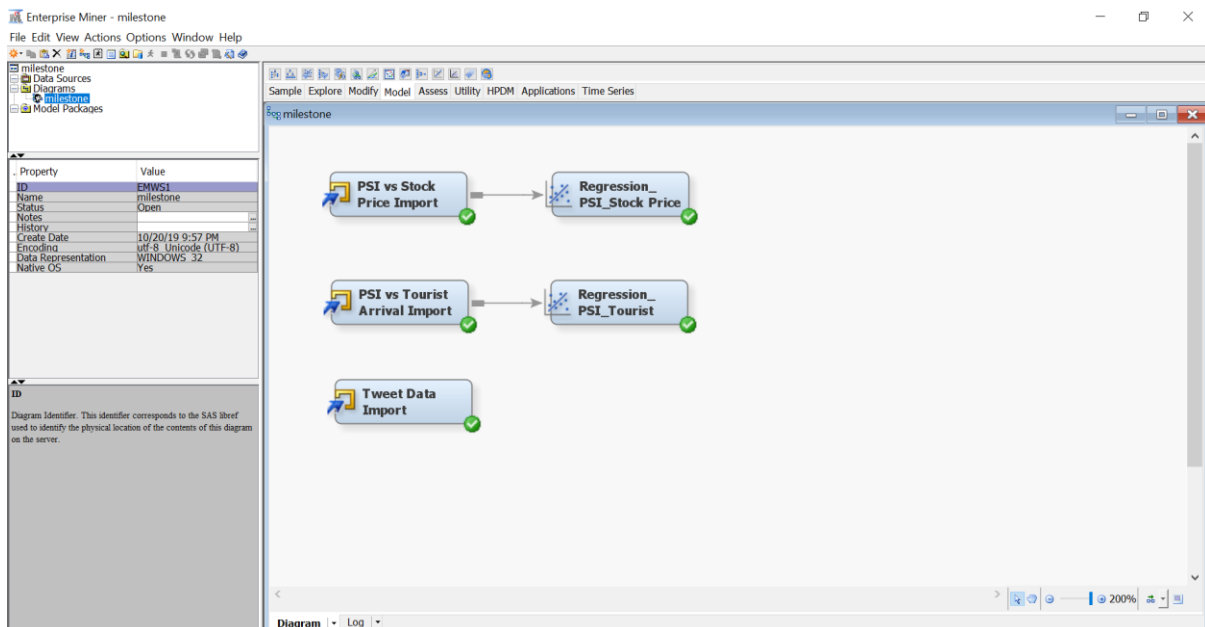 Enterprise Miner - milestone
File Edit View Actions Options Window Help
milestone
Data Sources
Diagrams
milestone
Model Packages
. Property Value
ID EMWS1
Name milestone
Status Open
Notes ...
History ...
Create Date 10/20/19 9:57 PM
Encoding utf-8 Unicode (UTF-8)
Data Representation WINDOWS_32
Native OS Yes
ID
Diagram Identifier. This identifier corresponds to the SAS libref
used to identify the physical location of the contents of this diagram
on the server.
Sample Explore Modify Model Assess Utility HPDM Applications Time Series
milestone
PSI vs Stock
Price Import
Regression_
PSI_Stock Price
PSI vs Tourist
Arrival Import
Regression_
PSI_Tourist
Tweet Data
Import
200%
Diagram Log